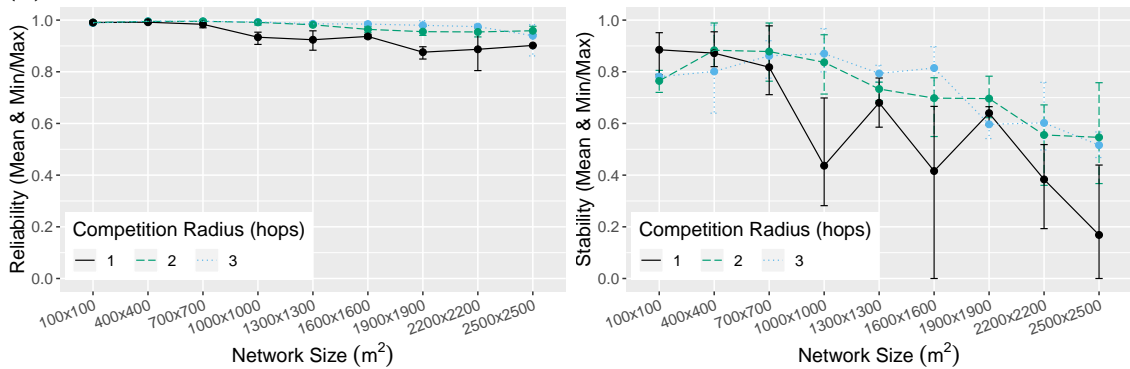 Reliability (Mean & Min/Max)
1.0
0.8
0.6
0.4
0.2
0.0
Competition Radius (hops)
1 2 3
100x100 400x400 700x700 1000x1000 1300x1300 1600x1600 1900x1900 2200x2200 2500x2500
Network Size (m²)
Stability (Mean & Min/Max)
1.0
0.8
0.6
0.4
0.2
0.0
Competition Radius (hops)
1 2 3
100x100 400x400 700x700 1000x1000 1300x1300 1600x1600 1900x1900 2200x2200 2500x2500
Network Size (m²)